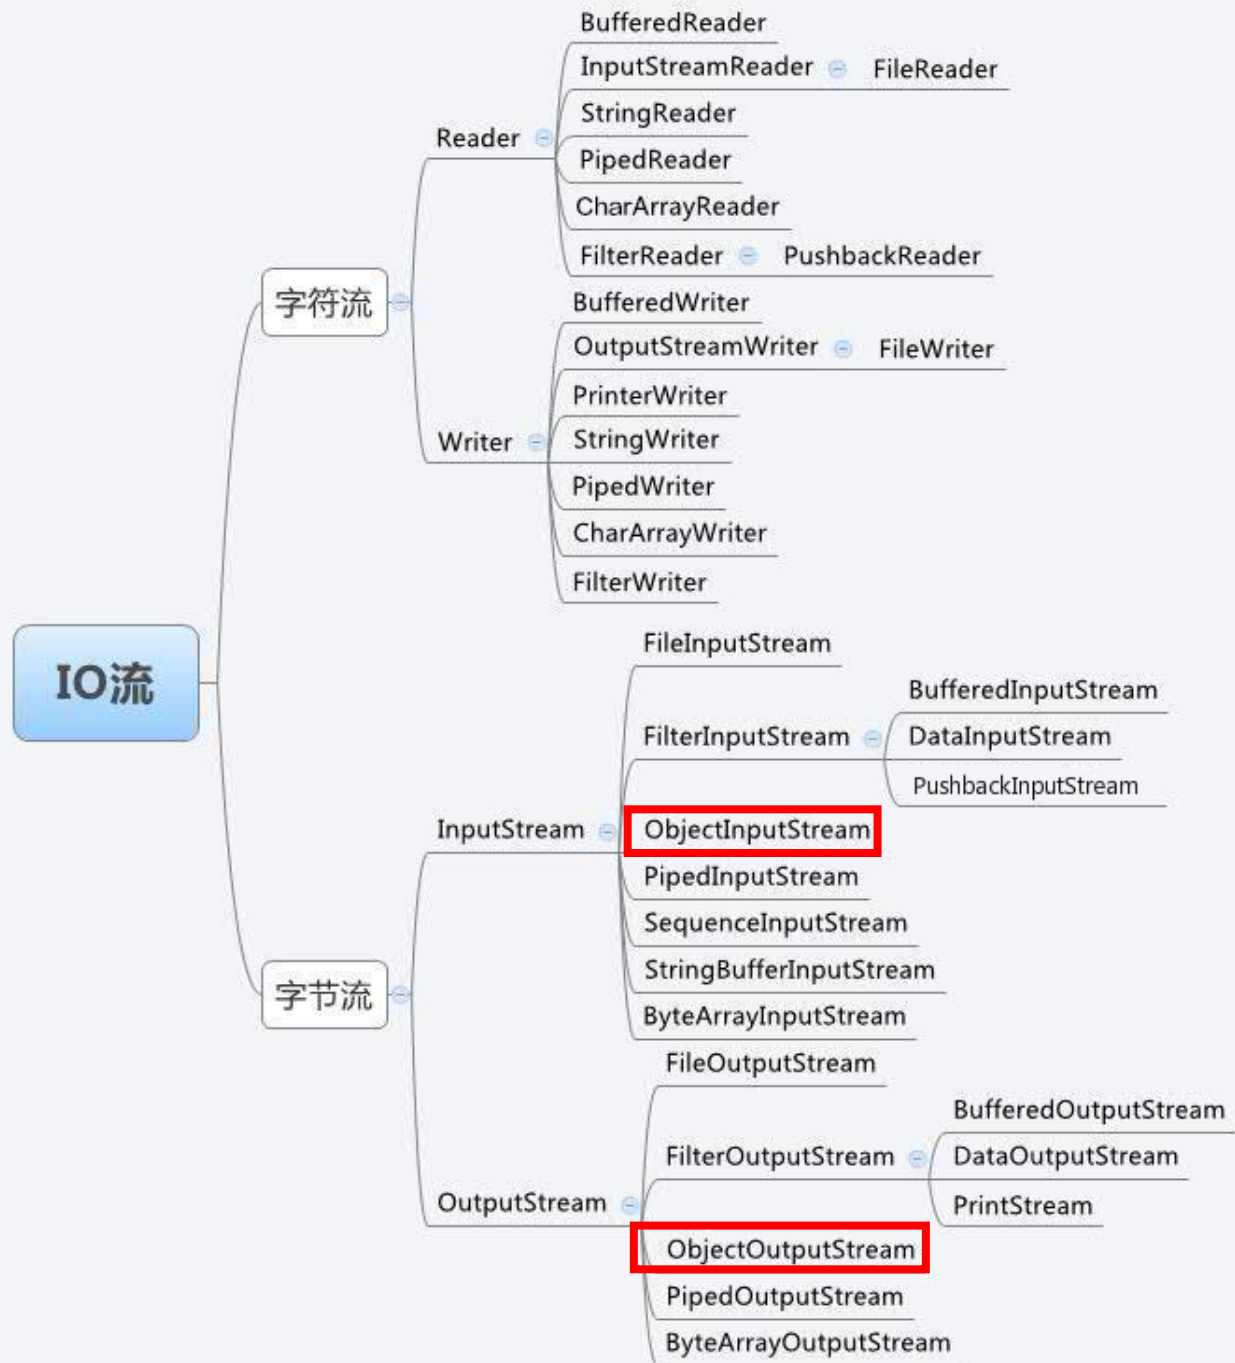 IO流
字符流
Reader
BufferedReader
InputStreamReader
FileReader
StringReader
PipedReader
CharArrayReader
FilterReader
PushbackReader
Writer
BufferedWriter
OutputStreamWriter
FileWriter
PrinterWriter
StringWriter
PipedWriter
CharArrayWriter
FilterWriter
字节流
InputStream
FileInputStream
FilterInputStream
BufferedInputStream
DataInputStream
PushbackInputStream
ObjectInputStream
PipedInputStream
SequenceInputStream
StringBufferInputStream
ByteArrayInputStream
OutputStream
FileOutputStream
FilterOutputStream
BufferedOutputStream
DataOutputStream
PrintStream
ObjectOutputStream
PipedOutputStream
ByteArrayOutputStream